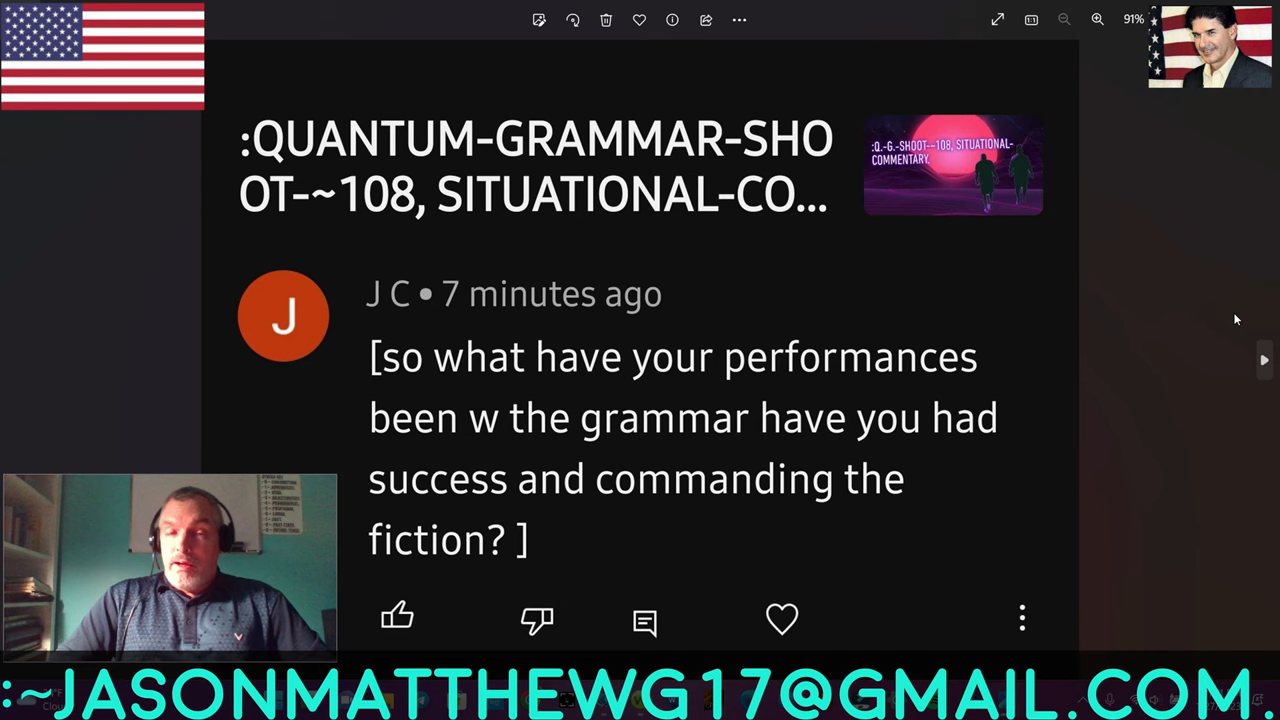 91%
:QUANTUM-GRAMMAR-SHO
OT-~108, SITUATIONAL-CO...
:Q.-G.-SHOOT-~108, SITUATIONAL-
COMMENTARY.
J
J C • 7 minutes ago
[so what have your performances
been w the grammar have you had
success and commanding the
fiction? ]
:~JASONMATTHEWG17@GMAIL.COM.